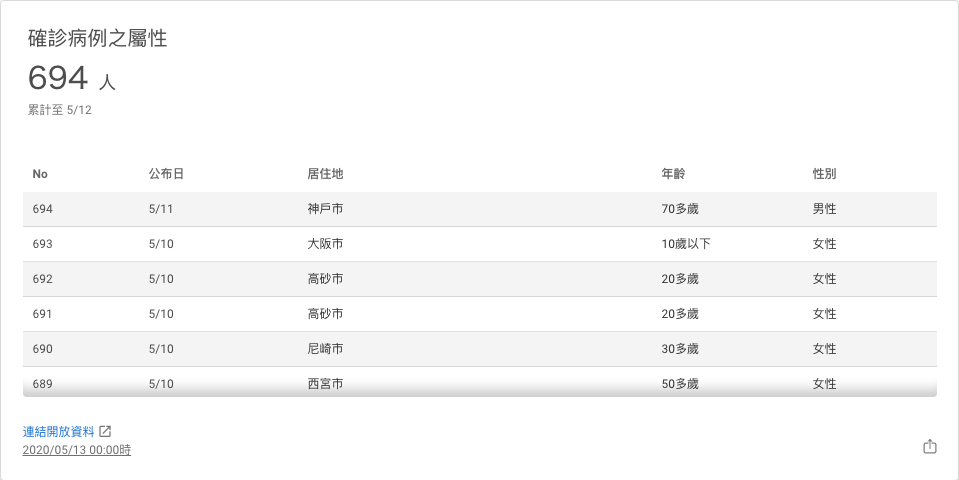 確診病例之屬性
694 人
累計至 5/12
No 公布日 居住地 年齡 性別
694 5/11 神戶市 70多歲 男性
693 5/10 大阪市 10歲以下 女性
692 5/10 高砂市 20多歲 女性
691 5/10 高砂市 20多歲 女性
690 5/10 尼崎市 30多歲 女性
689 5/10 西宮市 50多歲 女性
連結開放資料
2020/05/13 00:00時